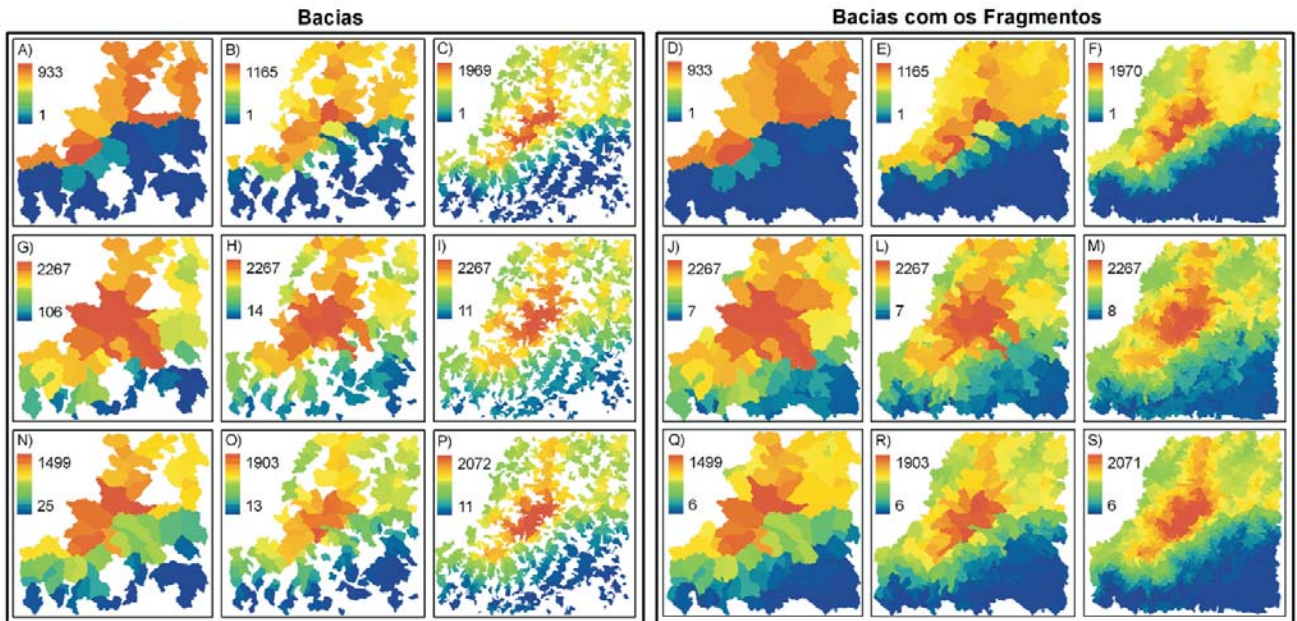 Bacias
Bacias com os Fragmentos
A)
933
1
B)
1165
1
C)
1969
1
D)
933
1
E)
1165
1
F)
1970
1
G)
2267
106
H)
2267
14
I)
2267
11
J)
2267
7
L)
2267
7
M)
2267
8
N)
1499
25
O)
1903
13
P)
2072
11
Q)
1499
6
R)
1903
6
S)
2071
6